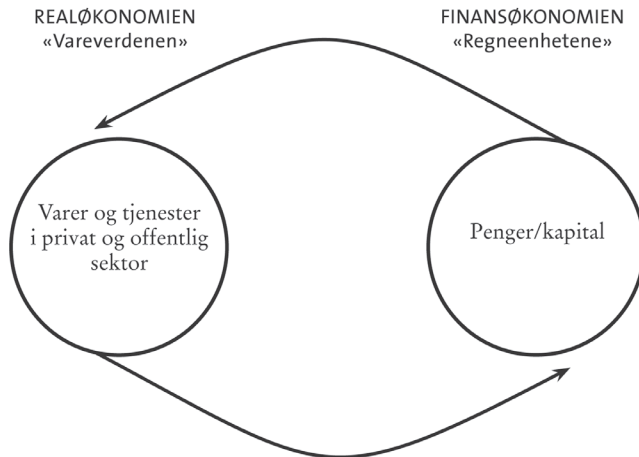 REALØKONOMIEN
«Vareverdenen»
FINANSØKONOMIEN
«Regneenhetene»
Varer og tjenester
i privat og offentlig
sektor
Penger/kapital